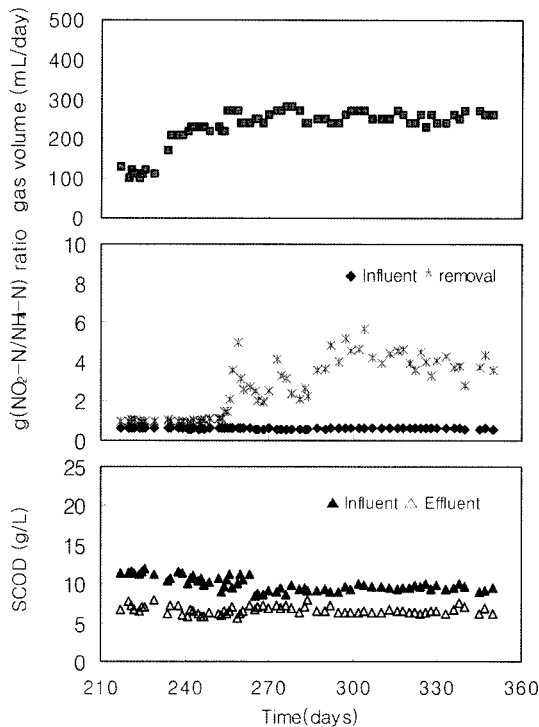 gas volume (mL/day)
500
400
300
200
100
0
g(NO₂-N/NH₄-N) ratio
10
8
6
4
2
0
◆ Influent * removal
SCOD (g/L)
25
20
15
10
5
0
▲ Influent △ Effluent
210 240 270 300 330 360
Time(days)